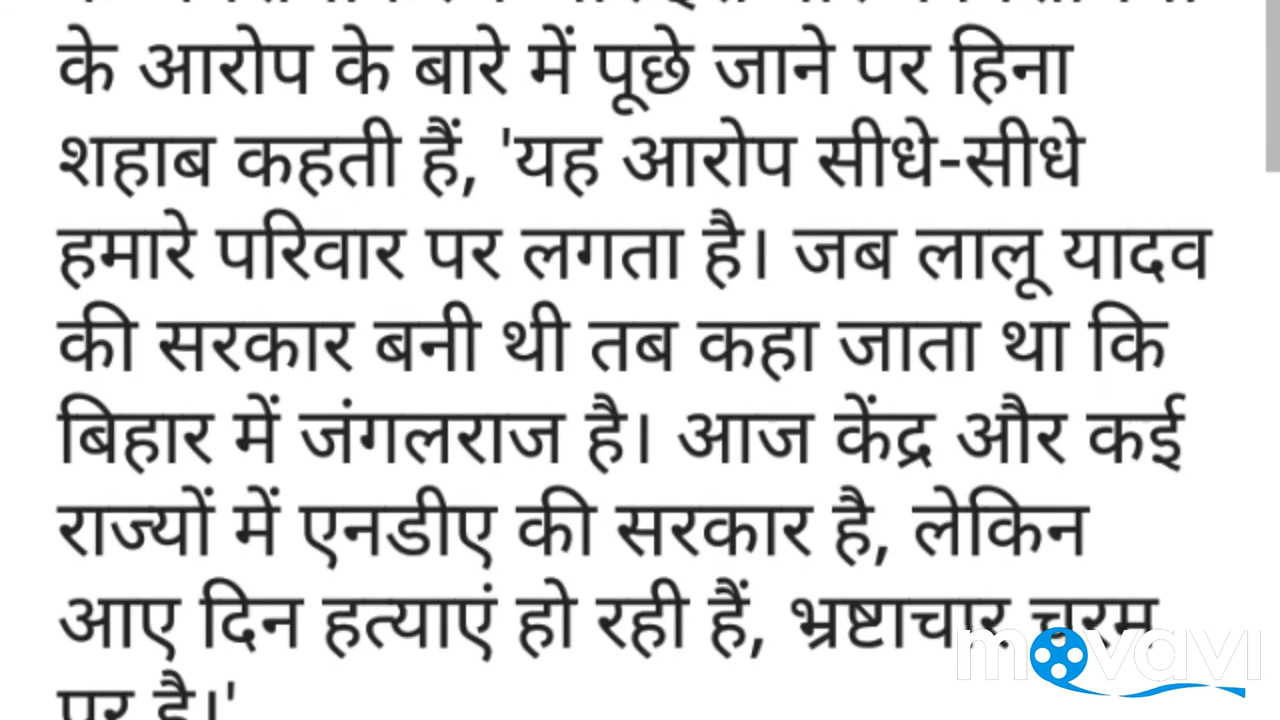 के आरोप के बारे में पूछे जाने पर हिना
शहाब कहती हैं, 'यह आरोप सीधे-सीधे
हमारे परिवार पर लगता है। जब लालू यादव
की सरकार बनी थी तब कहा जाता था कि
बिहार में जंगलराज है। आज केंद्र और कई
राज्यों में एनडीए की सरकार है, लेकिन
आए दिन हत्याएं हो रही हैं, भ्रष्टाचार चरम
पर है।'
movavi